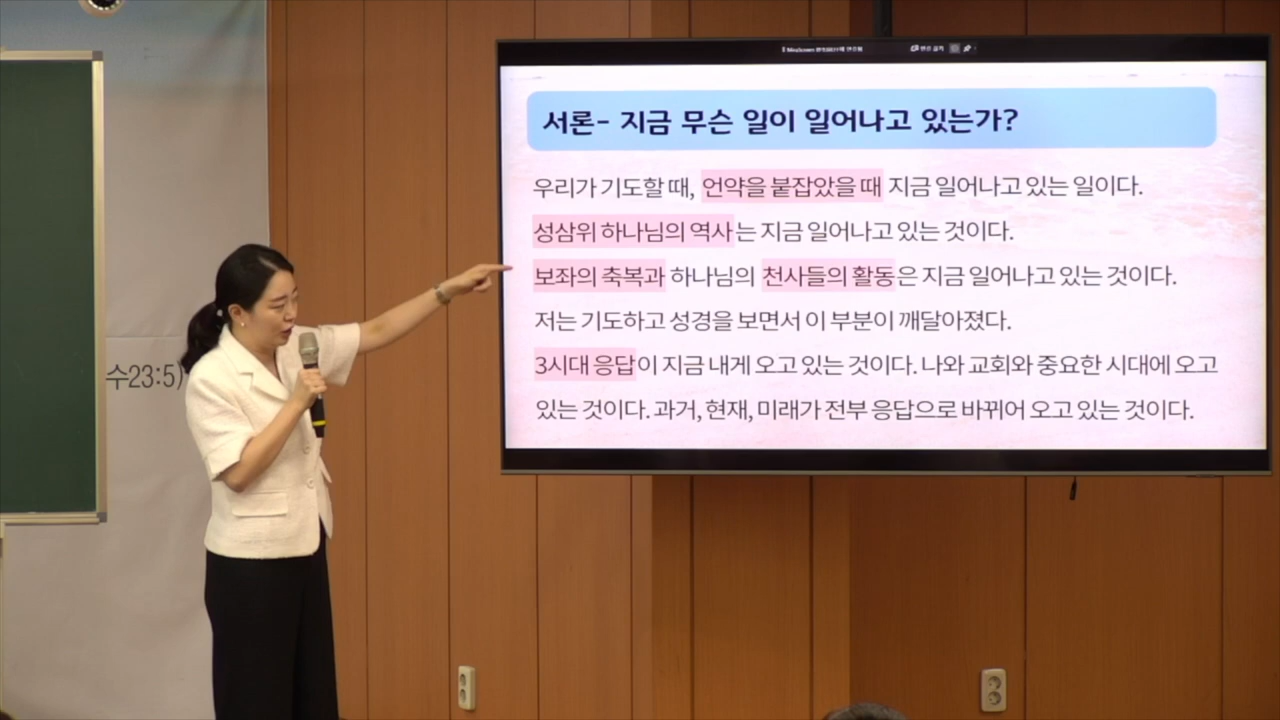 서론- 지금 무슨 일이 일어나고 있는가?
우리가 기도할 때, 언약을 붙잡았을 때 지금 일어나고 있는 일이다.
성삼위 하나님의 역사는 지금 일어나고 있는 것이다.
보좌의 축복과 하나님의 천사들의 활동은 지금 일어나고 있는 것이다.
저는 기도하고 성경을 보면서 이 부분이 깨달아졌다.
3시대 응답이 지금 내게 오고 있는 것이다. 나와 교회와 중요한 시대에 오고
있는 것이다. 과거, 현재, 미래가 전부 응답으로 바뀌어 오고 있는 것이다.
수23:5)